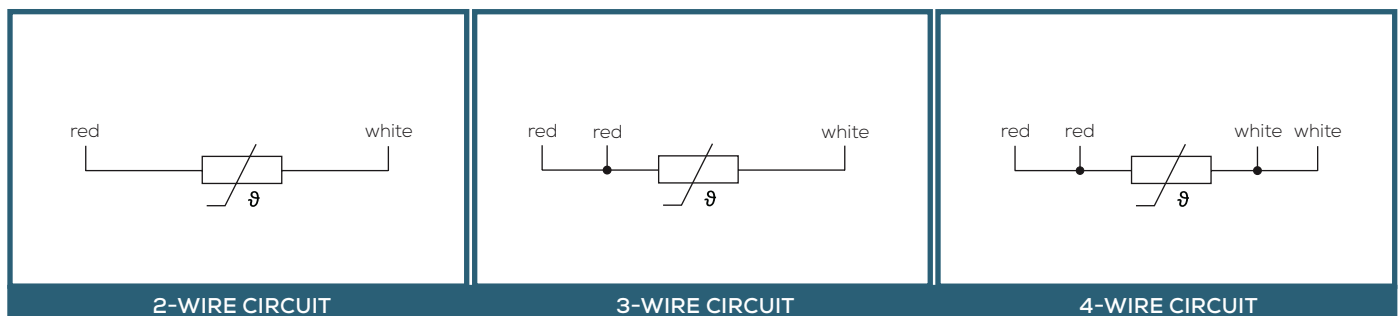 red white
ϑ
2-WIRE CIRCUIT
red red white
ϑ
3-WIRE CIRCUIT
red red white white
ϑ
4-WIRE CIRCUIT